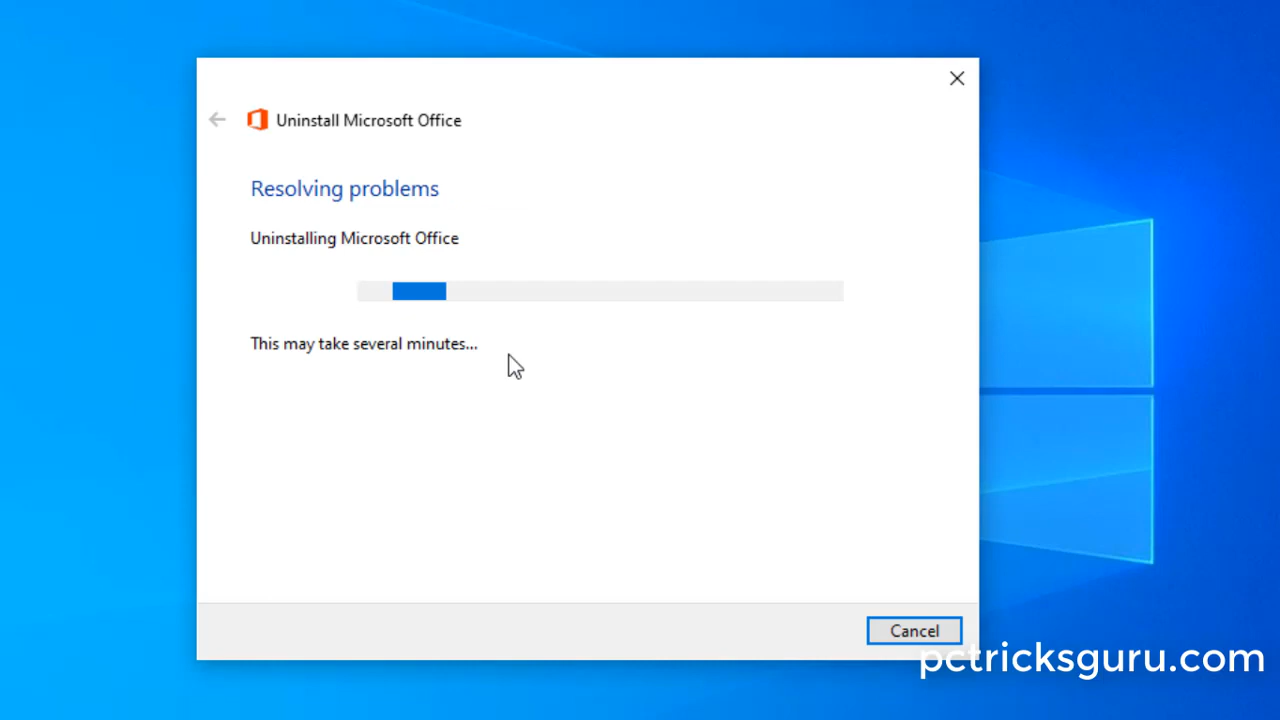 Uninstall Microsoft Office
Resolving problems
Uninstalling Microsoft Office
This may take several minutes...
Cancel
pctricksguru.com